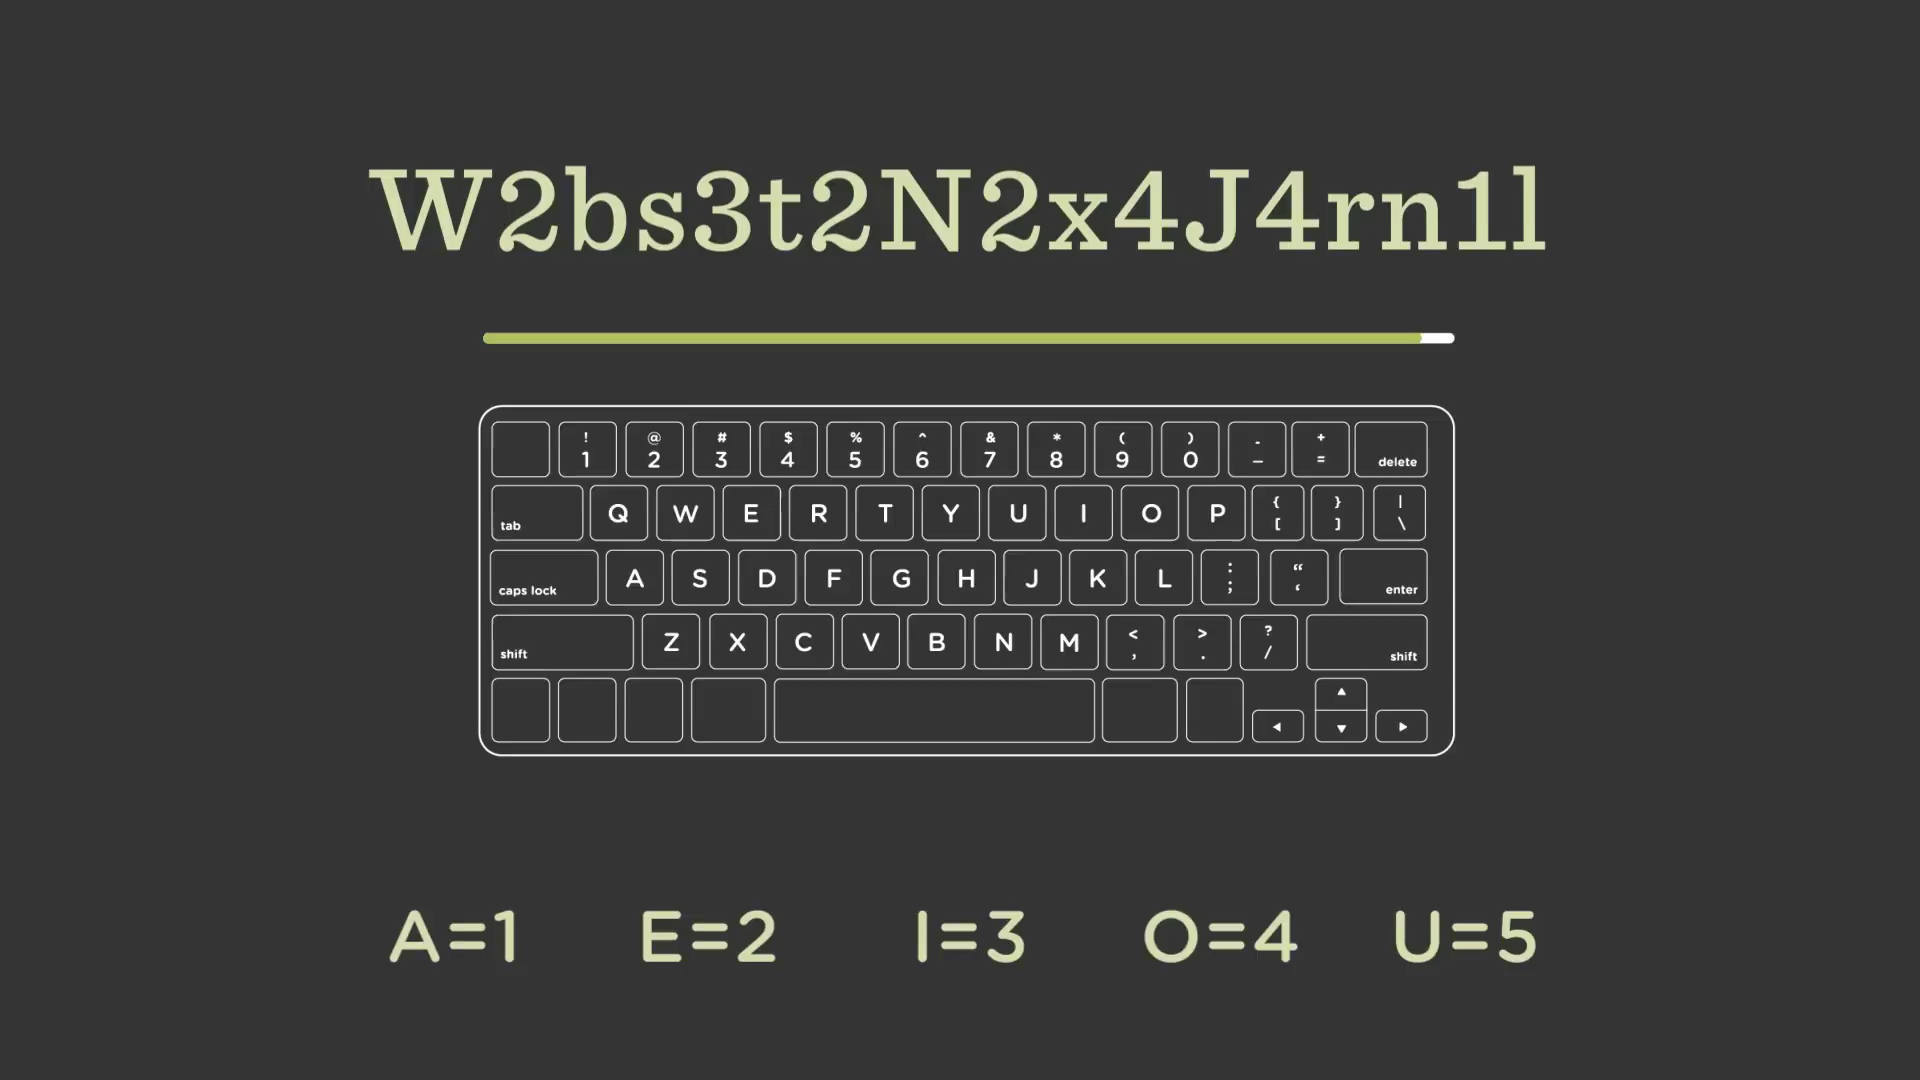 W2bs3t2N2x4J4rn1l
! @ # $ % ^ & * ( ) - +
1 2 3 4 5 6 7 8 9 0 _ = delete
tab Q W E R T Y U I O P { [ } ] | \
caps lock A S D F G H J K L : ; “ ‘ enter
shift Z X C V B N M < , > . ? / shift
A=1 E=2 I=3 O=4 U=5